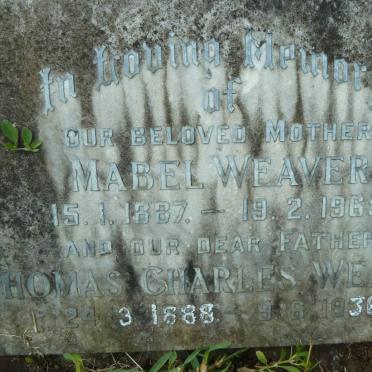 In Loving Memory
of
OUR BELOVED MOTHER
MABEL WEAVER
15.1.1887. — 19.2.196
AND OUR DEAR FATHER
THOMAS CHARLES WE
24.3.1888. 9.6.193